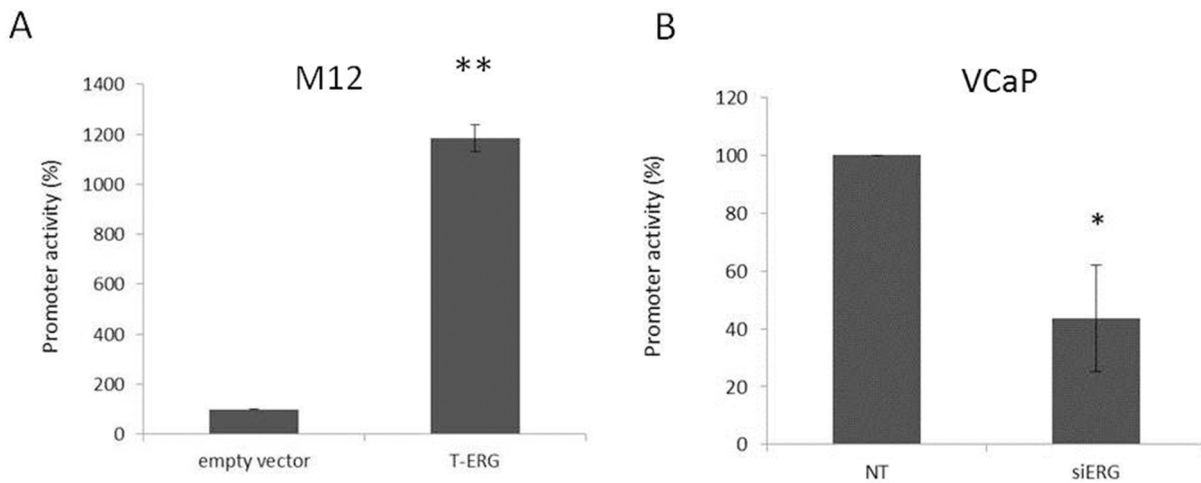 A
M12
**
Promoter activity (%)
1400
1200
1000
800
600
400
200
0
empty vector
T-ERG
B
VCaP
*
Promoter activity (%)
120
100
80
60
40
20
0
NT
siERG